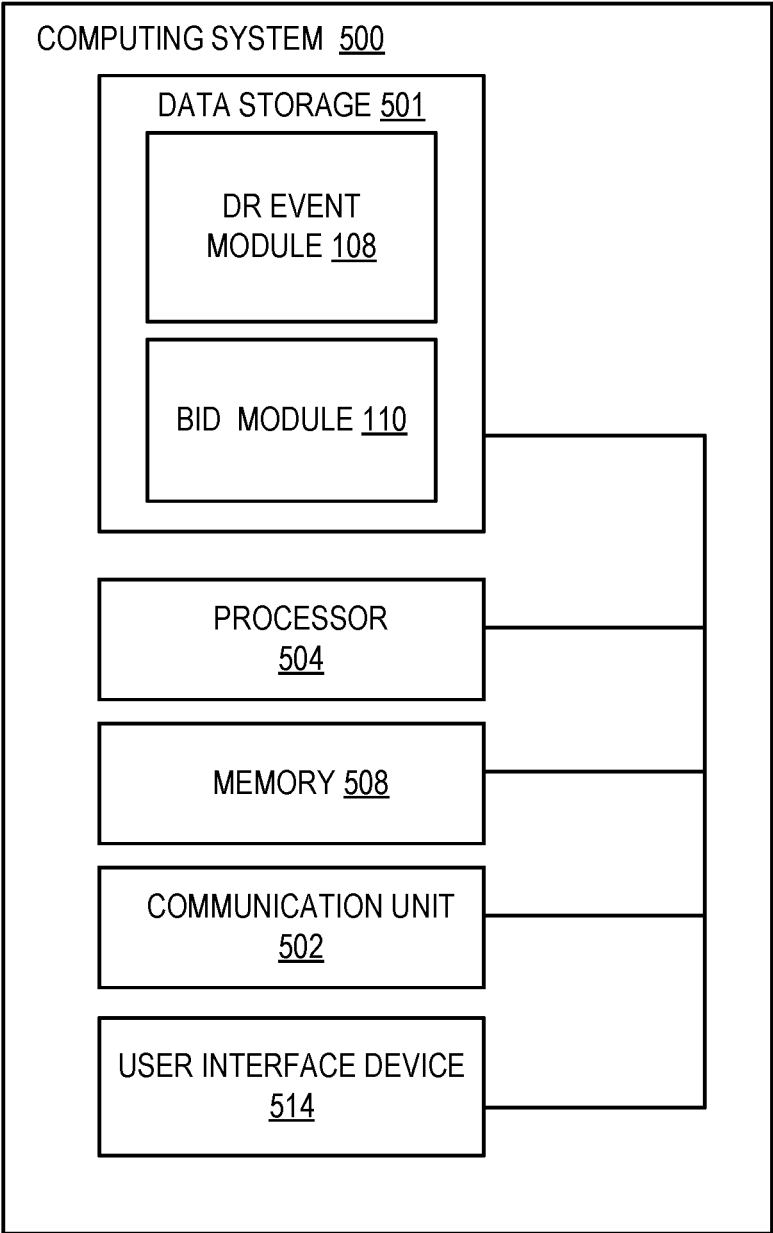 COMPUTING SYSTEM 500
DATA STORAGE 501
DR EVENT
MODULE 108
BID MODULE 110
PROCESSOR
504
MEMORY 508
COMMUNICATION UNIT
502
USER INTERFACE DEVICE
514